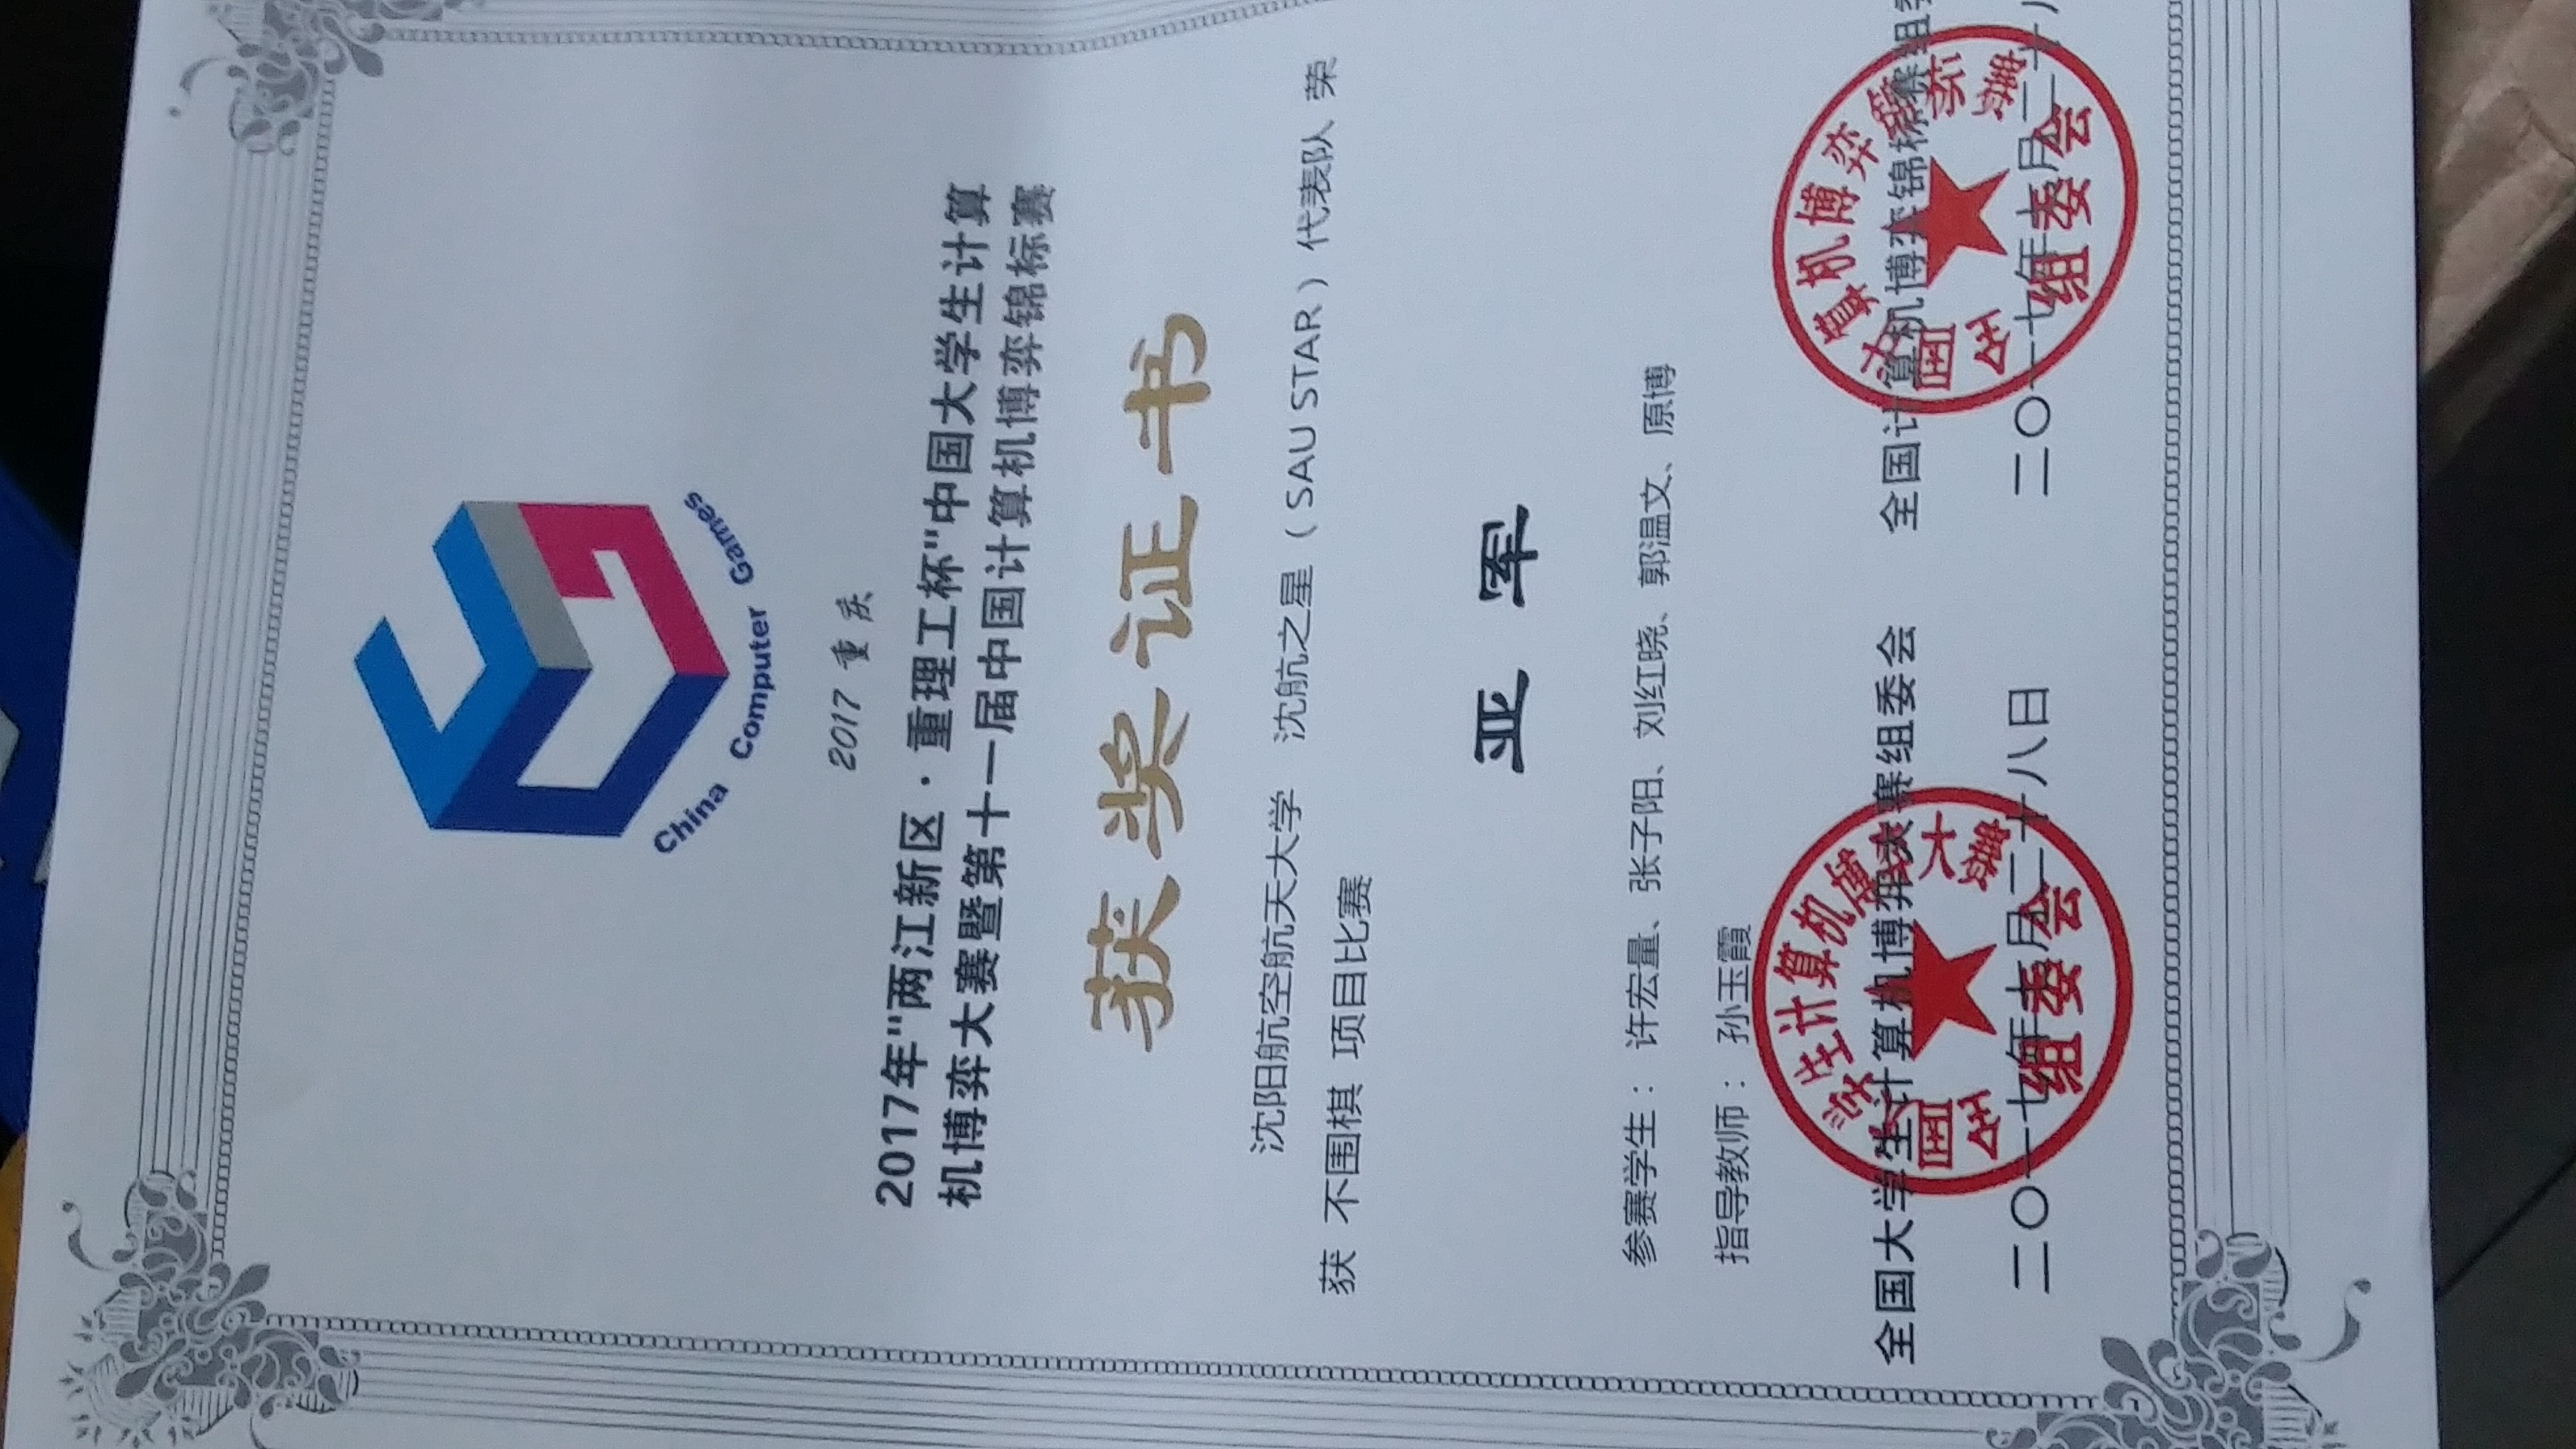 China Computer Games
2017 重庆
2017年"两江新区·重理工杯"中国大学生计算
机博弈大赛暨第十一届中国计算机博弈锦标赛
获奖证书
沈阳航空航天大学 沈航之星（SAU STAR）代表队 荣
获 不围棋 项目比赛
亚 军
参赛学生： 许宏量、张子阳、刘红晓、郭温文、原博
指导教师： 孙玉霞
全国大学生计算机博弈大赛组委会
二〇一七年 月二十八日
组委会
全国计算机博弈锦标赛组
二〇一七年 月二十八
组委会